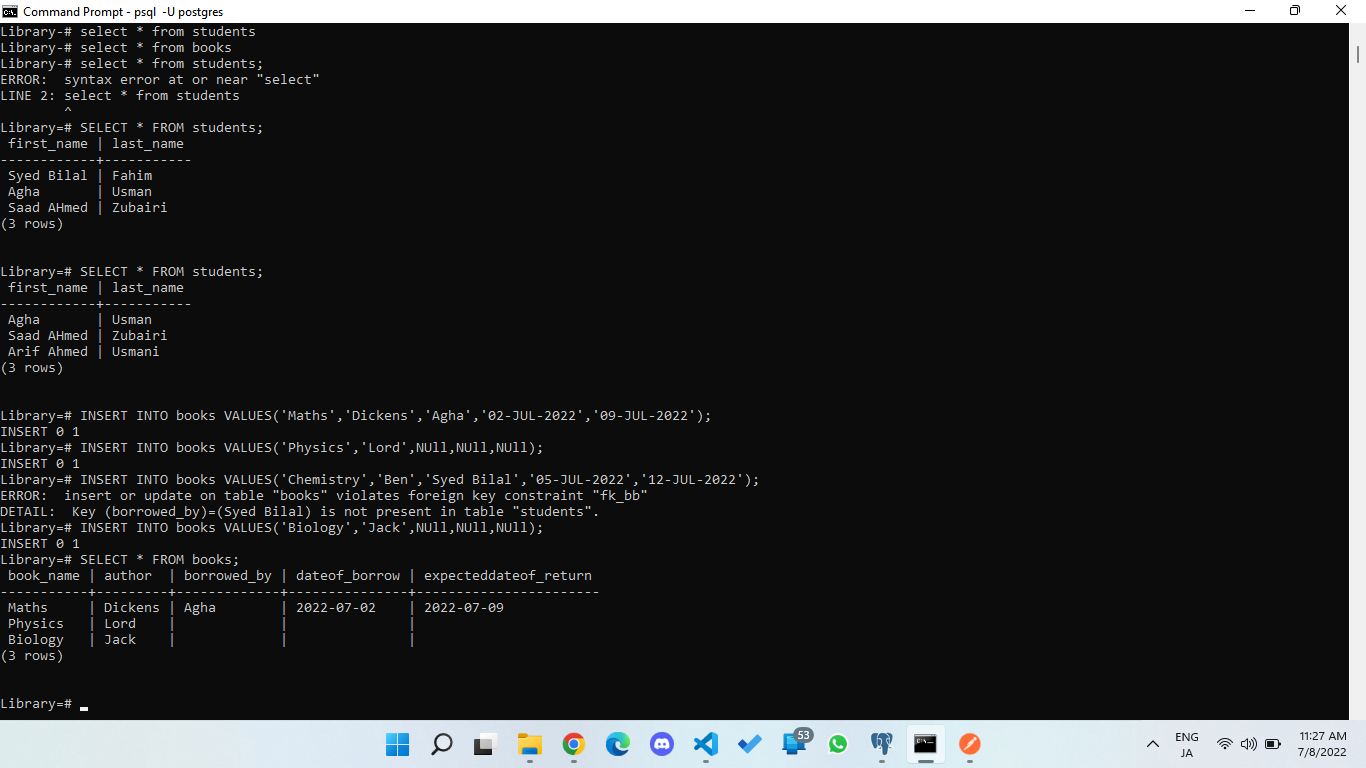 Command Prompt - psql  -U postgres
Library-# select * from students
Library-# select * from books
Library-# select * from students;
ERROR:  syntax error at or near "select"
LINE 2: select * from students
        ^
Library=# SELECT * FROM students;
 first_name | last_name
------------+-----------
 Syed Bilal | Fahim
 Agha       | Usman
 Saad AHmed | Zubairi
(3 rows)
Library=# SELECT * FROM students;
 first_name | last_name
------------+-----------
 Agha       | Usman
 Saad AHmed | Zubairi
 Arif Ahmed | Usmani
(3 rows)
Library=# INSERT INTO books VALUES('Maths','Dickens','Agha','02-JUL-2022','09-JUL-2022');
INSERT 0 1
Library=# INSERT INTO books VALUES('Physics','Lord',NUll,NUll,NUll);
INSERT 0 1
Library=# INSERT INTO books VALUES('Chemistry','Ben','Syed Bilal','05-JUL-2022','12-JUL-2022');
ERROR:  insert or update on table "books" violates foreign key constraint "fk_bb"
DETAIL:  Key (borrowed_by)=(Syed Bilal) is not present in table "students".
Library=# INSERT INTO books VALUES('Biology','Jack',NUll,NUll,NUll);
INSERT 0 1
Library=# SELECT * FROM books;
 book_name | author  | borrowed_by | dateof_borrow | expecteddateof_return
-----------+---------+-------------+---------------+-----------------------
 Maths     | Dickens | Agha        | 2022-07-02    | 2022-07-09
 Physics   | Lord    |             |               |
 Biology   | Jack    |             |               |
(3 rows)
Library=#
53
ENG
JA
11:27 AM
7/8/2022